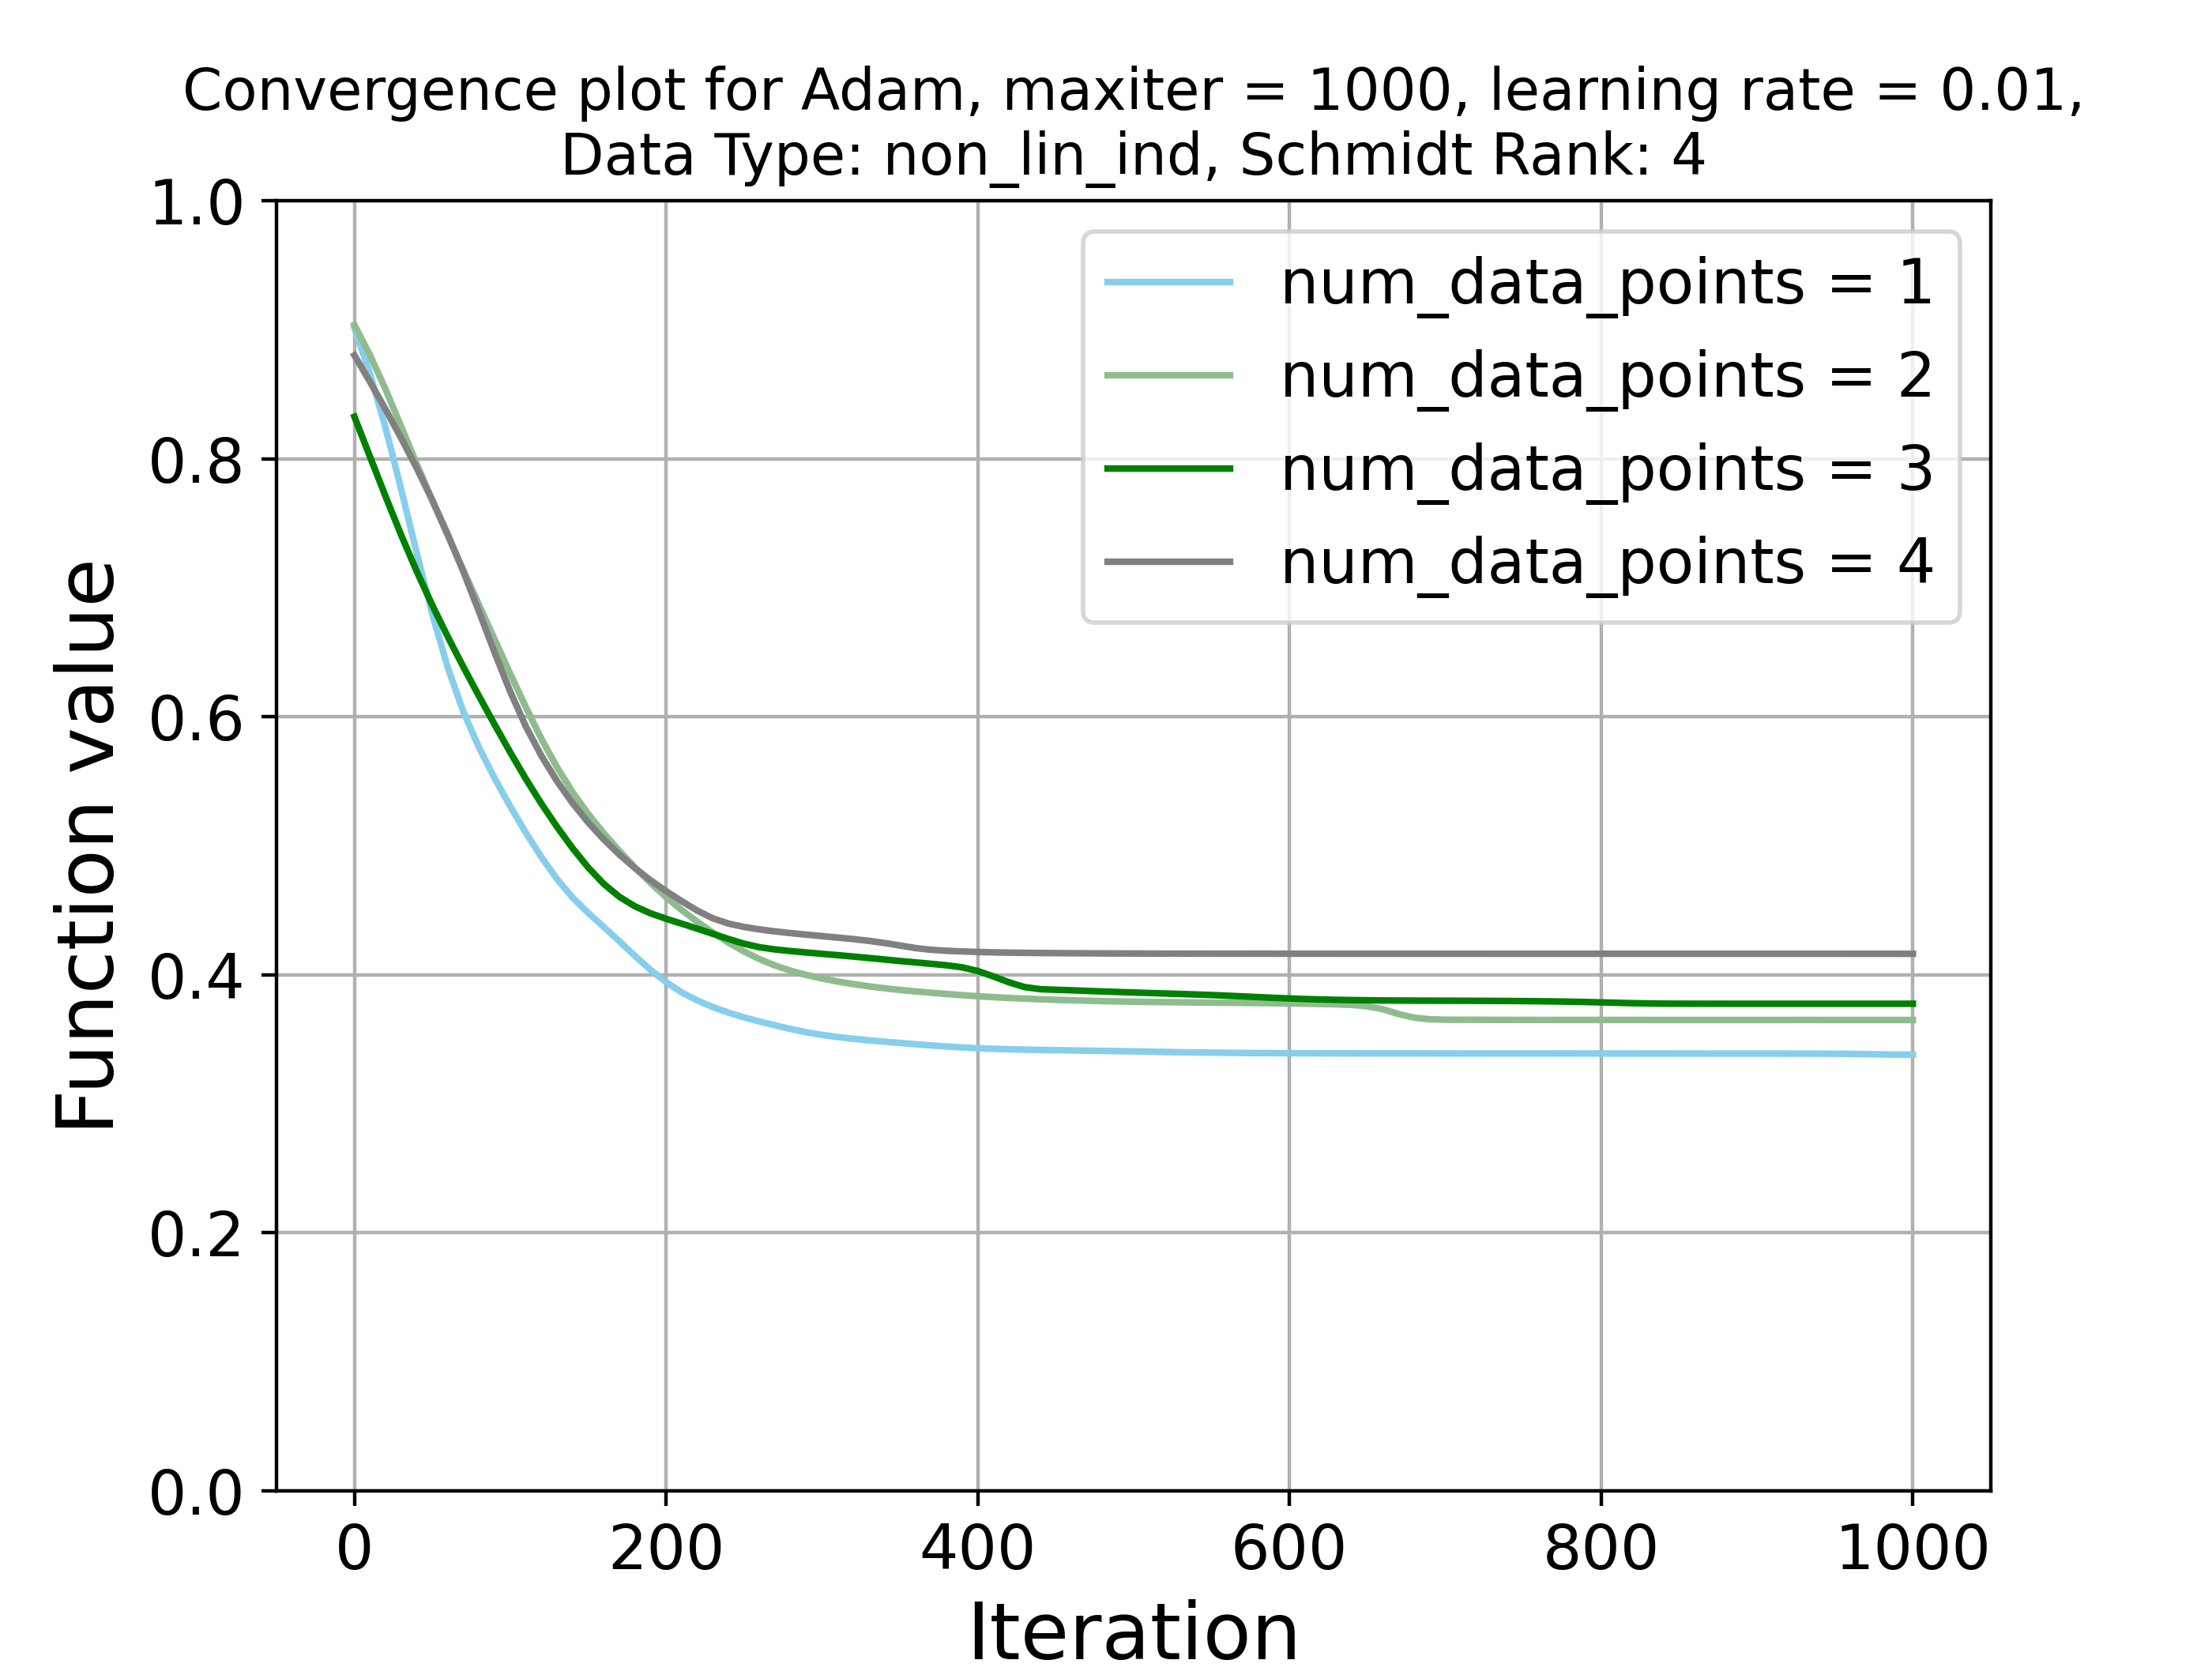 Convergence plot for Adam, maxiter = 1000, learning rate = 0.01,
Data Type: non_lin_ind, Schmidt Rank: 4
1.0
0.8
0.6
0.4
0.2
0.0
Function value
num_data_points = 1
num_data_points = 2
num_data_points = 3
num_data_points = 4
0 200 400 600 800 1000
Iteration